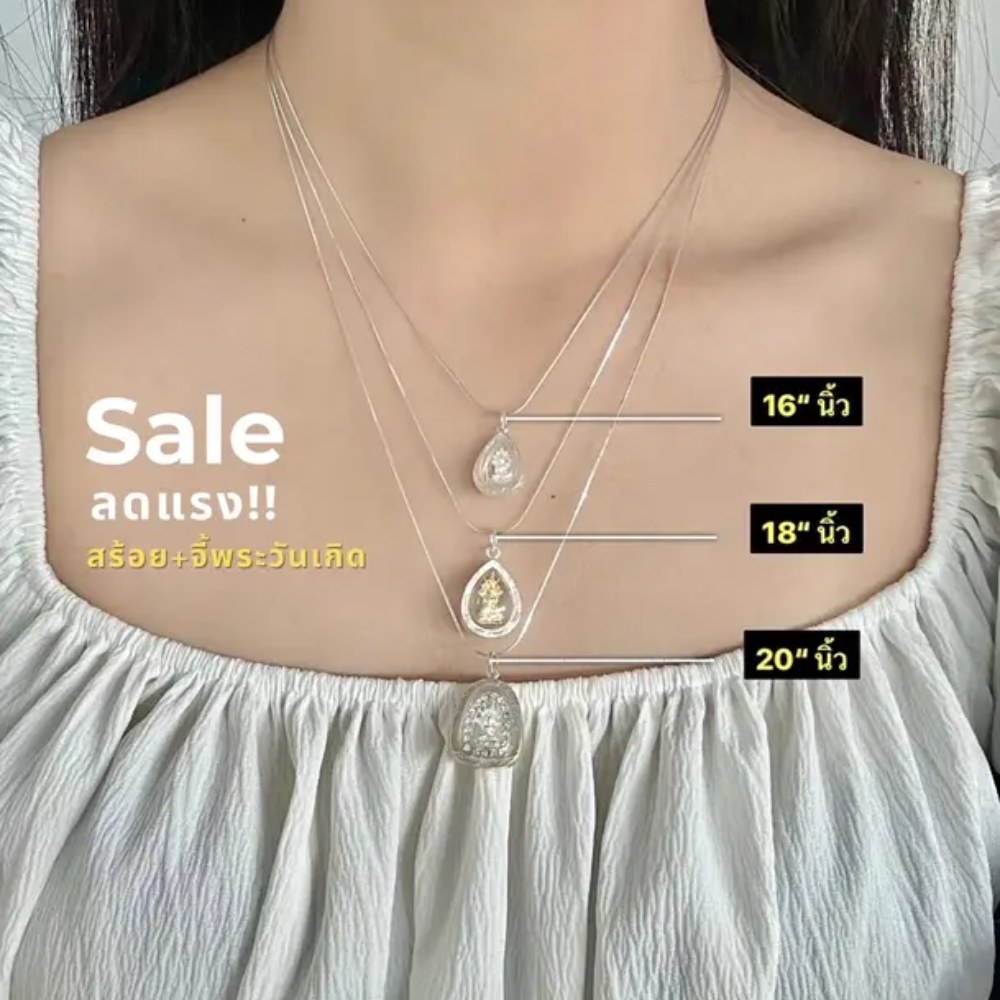 Sale
ลดแรง!!
สร้อย+จี้พระวันเกิด
16" นิ้ว
18" นิ้ว
20" นิ้ว